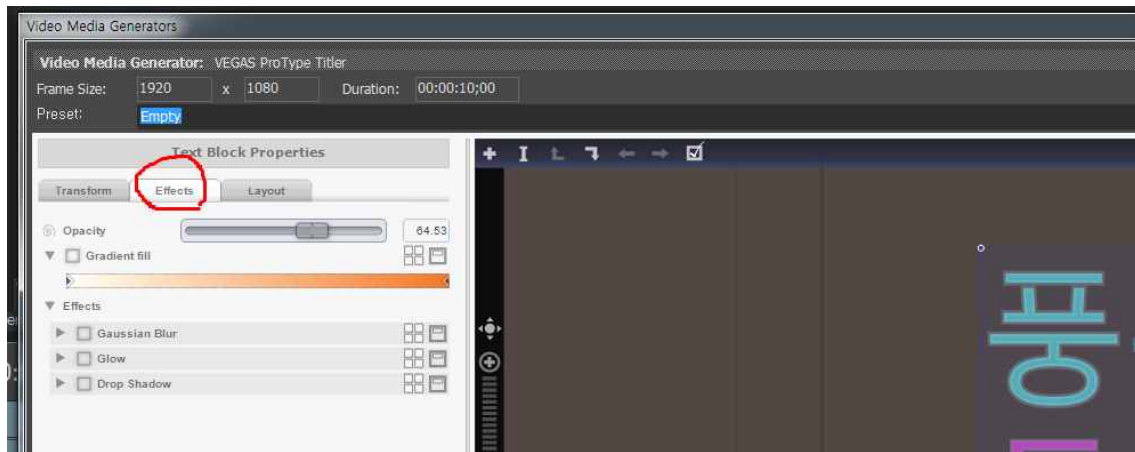 Video Media Generators
Video Media Generator: VEGAS ProType Titler
Frame Size: 1920 x 1080 Duration: 00:00:10;00
Preset: Empty
Text Block Properties
Transform Effects Layout
Opacity 64.53
Gradient fill
Effects
Gaussian Blur
Glow
Drop Shadow
풍